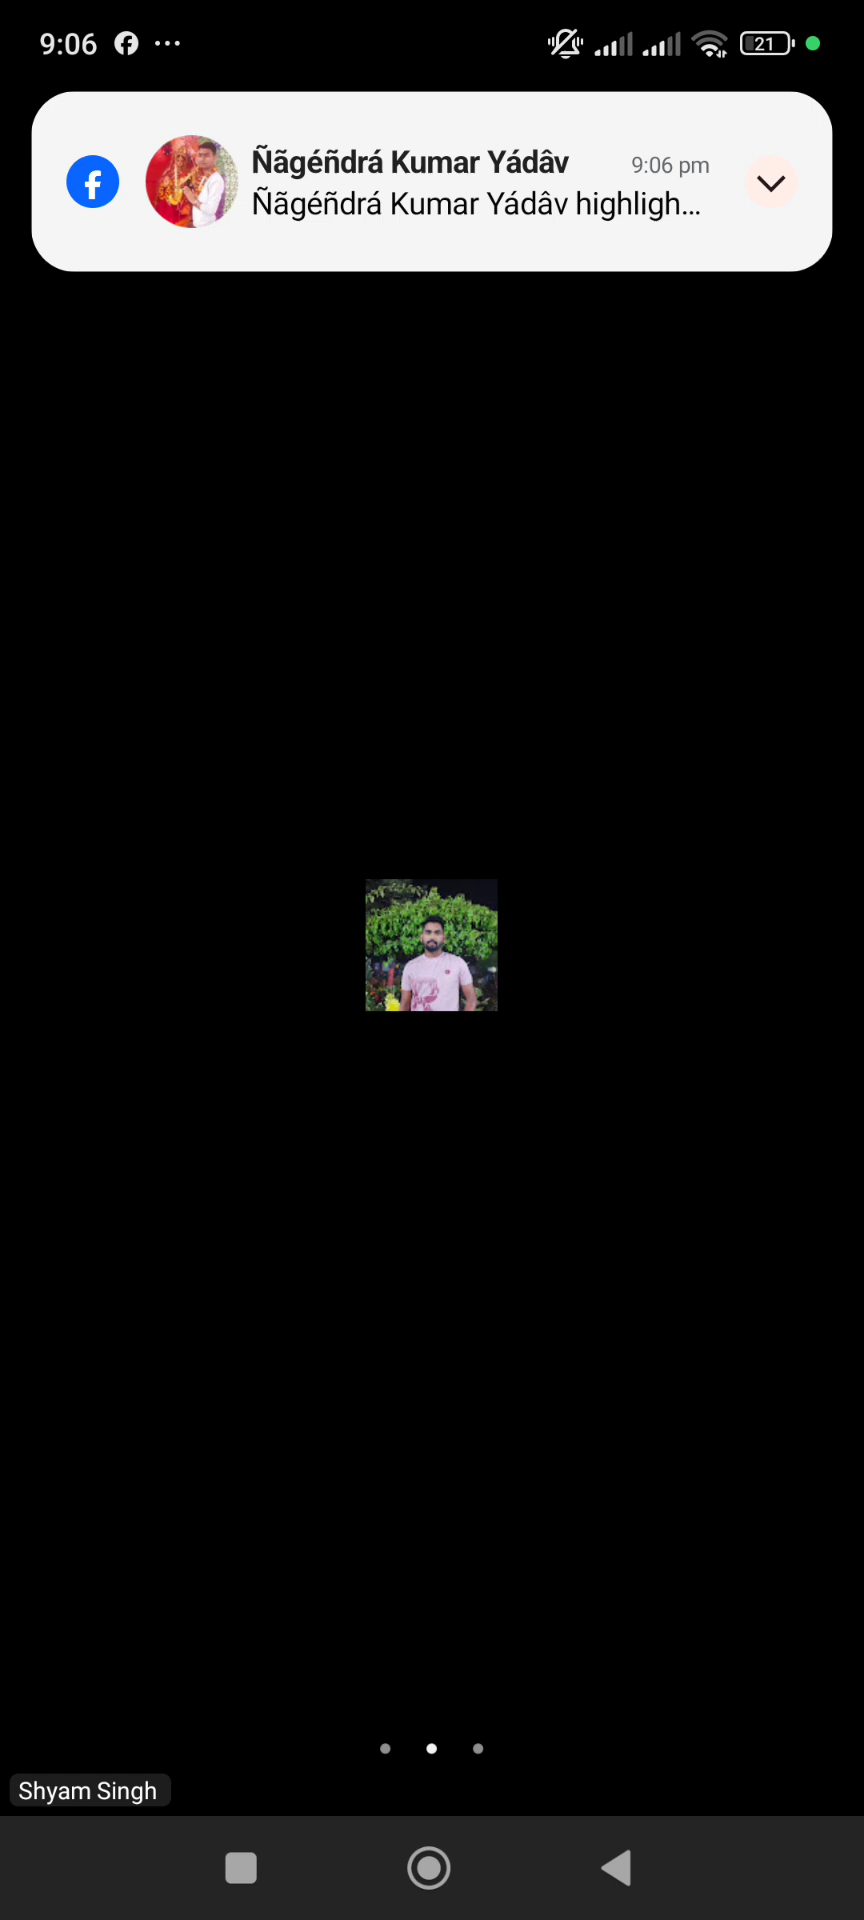 9:06
21
Ñãgéñdrá Kumar Yádâv 9:06 pm
Ñãgéñdrá Kumar Yádâv highligh...
Shyam Singh